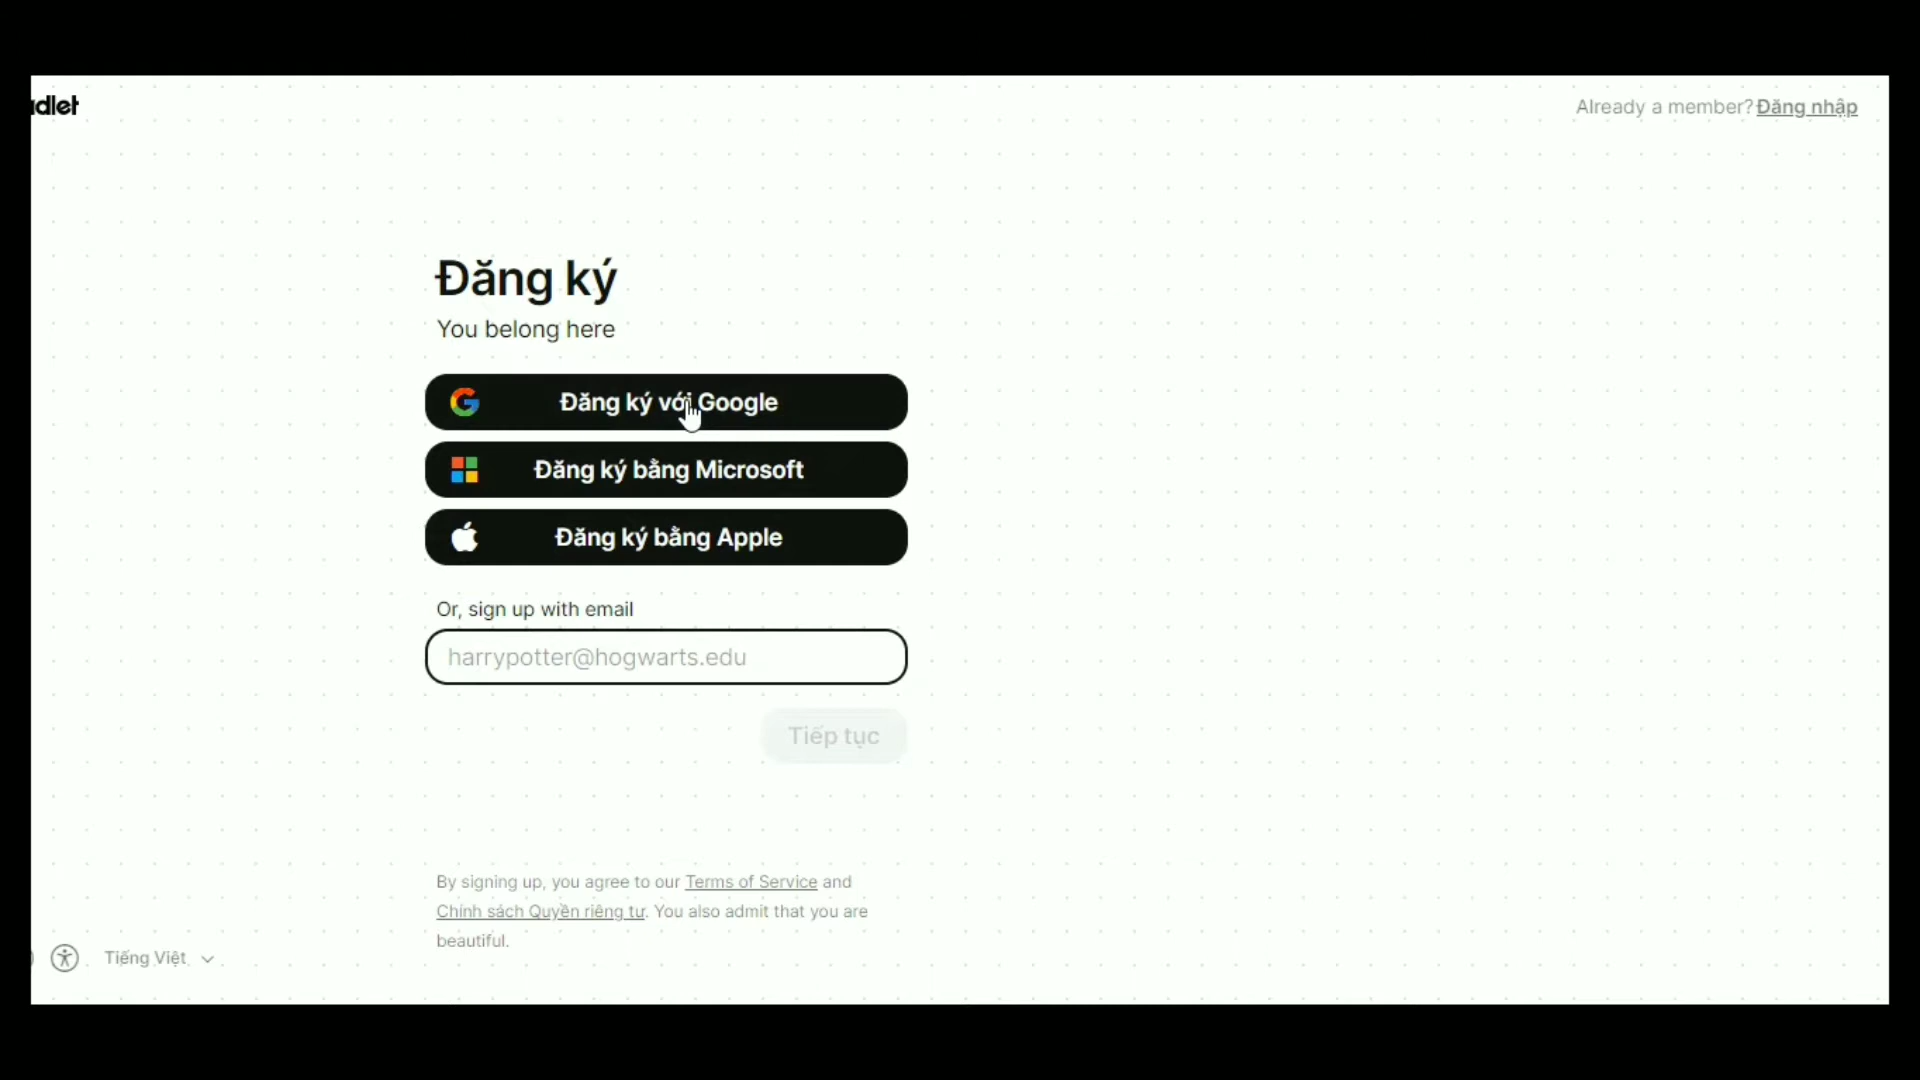 adlet
Already a member? Đăng nhập
Đăng ký
You belong here
Đăng ký với Google
Đăng ký bằng Microsoft
Đăng ký bằng Apple
Or, sign up with email
harrypotter@hogwarts.edu
Tiếp tục
By signing up, you agree to our Terms of Service and
Chính sách Quyền riêng tư. You also admit that you are
beautiful.
Tiếng Việt